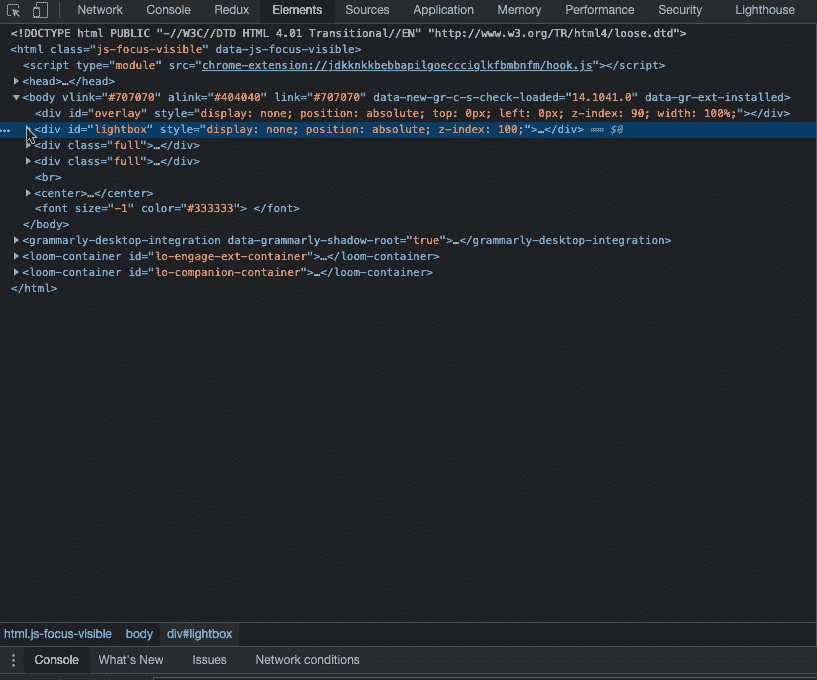 Network Console Redux Elements Sources Application Memory Performance Security Lighthouse
<!DOCTYPE html PUBLIC "-//W3C//DTD HTML 4.01 Transitional//EN" "http://www.w3.org/TR/html4/loose.dtd">
<html class="js-focus-visible" data-js-focus-visible>
<script type="module" src="chrome-extension://jdkknkkbebbapilgoeccciglkfbmbnfm/hook.js"></script>
<head>…</head>
<body vlink="#707070" alink="#404040" link="#707070" data-new-gr-c-s-check-loaded="14.1041.0" data-gr-ext-installed>
<div id="overlay" style="display: none; position: absolute; top: 0px; left: 0px; z-index: 90; width: 100%;"></div>
<div id="lightbox" style="display: none; position: absolute; z-index: 100;">…</div> == $0
<div class="full">…</div>
<div class="full">…</div>
<br>
<center>…</center>
<font size="-1" color="#333333"> </font>
</body>
<grammarly-desktop-integration data-grammarly-shadow-root="true">…</grammarly-desktop-integration>
<loom-container id="lo-engage-ext-container">…</loom-container>
<loom-container id="lo-companion-container">…</loom-container>
</html>
html.js-focus-visible body div#lightbox
Console What's New Issues Network conditions